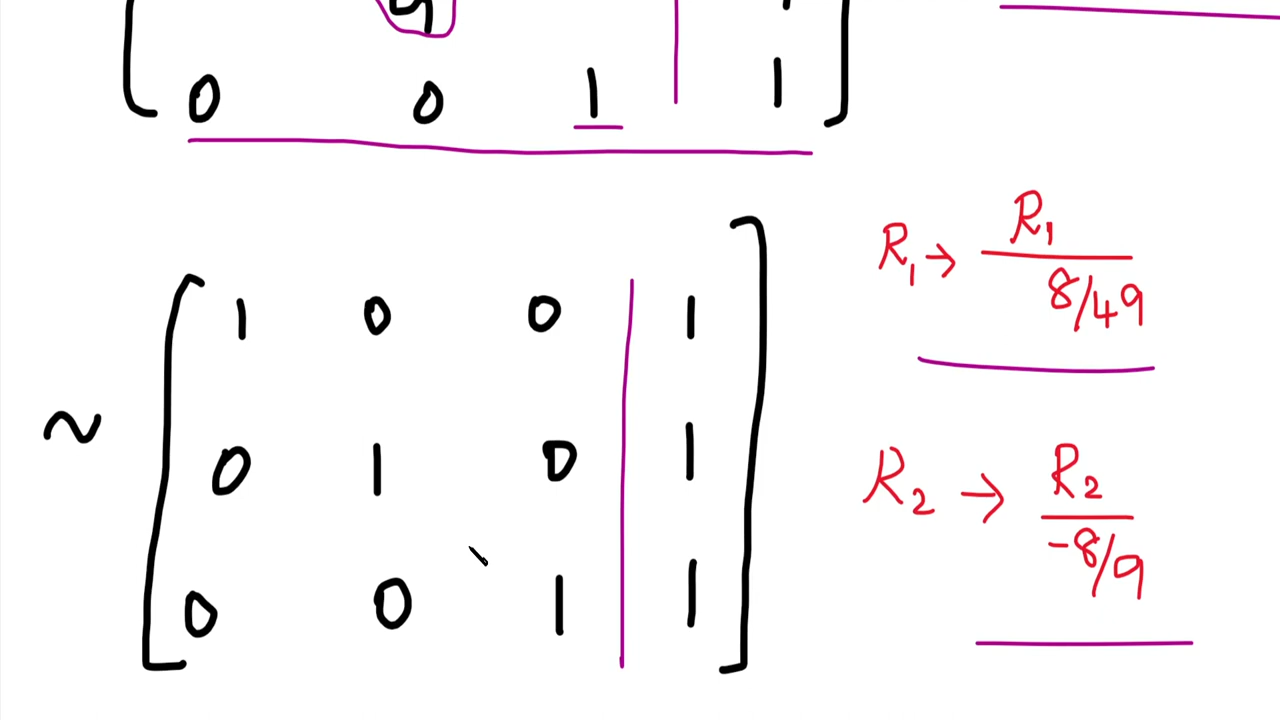 0 0 1 | 1
R₁ → R₁ / (8/49)
~ [ 1 0 0 | 1
0 1 0 | 1
0 0 1 | 1 ]
R₂ → R₂ / (-8/9)